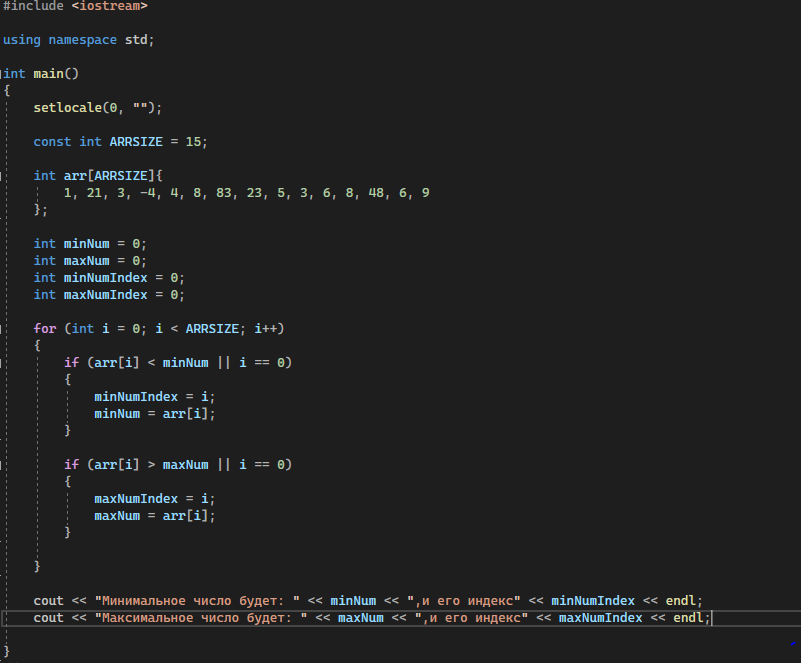 #include <iostream>
using namespace std;
int main()
{
setlocale(0, "");
const int ARRSIZE = 15;
int arr[ARRSIZE]{
1, 21, 3, -4, 4, 8, 83, 23, 5, 3, 6, 8, 48, 6, 9
};
int minNum = 0;
int maxNum = 0;
int minNumIndex = 0;
int maxNumIndex = 0;
for (int i = 0; i < ARRSIZE; i++)
{
if (arr[i] < minNum || i == 0)
{
minNumIndex = i;
minNum = arr[i];
}
if (arr[i] > maxNum || i == 0)
{
maxNumIndex = i;
maxNum = arr[i];
}
}
cout << "Минимальное число будет: " << minNum << ",и его индекс" << minNumIndex << endl;
cout << "Максимальное число будет: " << maxNum << ",и его индекс" << maxNumIndex << endl;
}